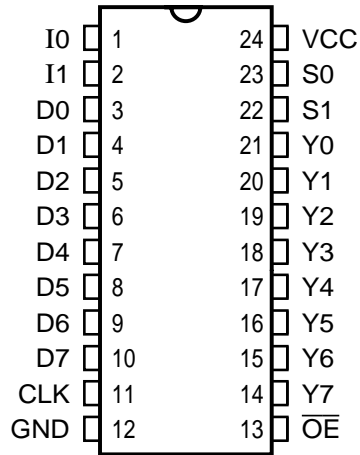 I0 1 24 VCC
I1 2 23 S0
D0 3 22 S1
D1 4 21 Y0
D2 5 20 Y1
D3 6 19 Y2
D4 7 18 Y3
D5 8 17 Y4
D6 9 16 Y5
D7 10 15 Y6
CLK 11 14 Y7
GND 12 13 O̅E̅